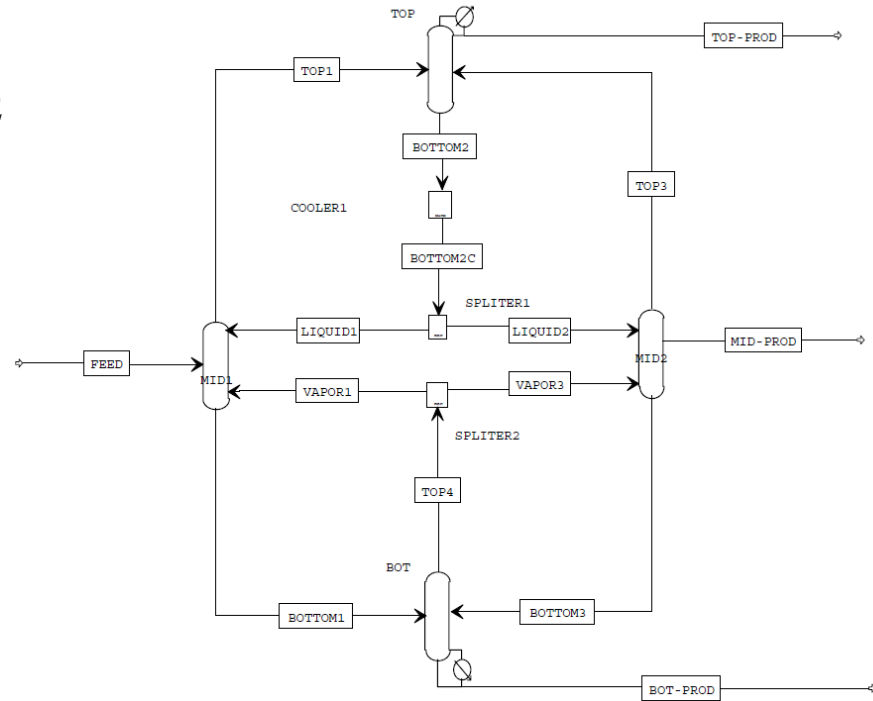 TOP
TOP-PROD
TOP1
BOTTOM2
TOP3
COOLER1
BOTTOM2C
SPLITER1
LIQUID1
LIQUID2
MID-PROD
MID2
FEED
MID1
VAPOR1
VAPOR3
SPLITER2
TOP4
BOT
BOTTOM1
BOTTOM3
BOT-PROD